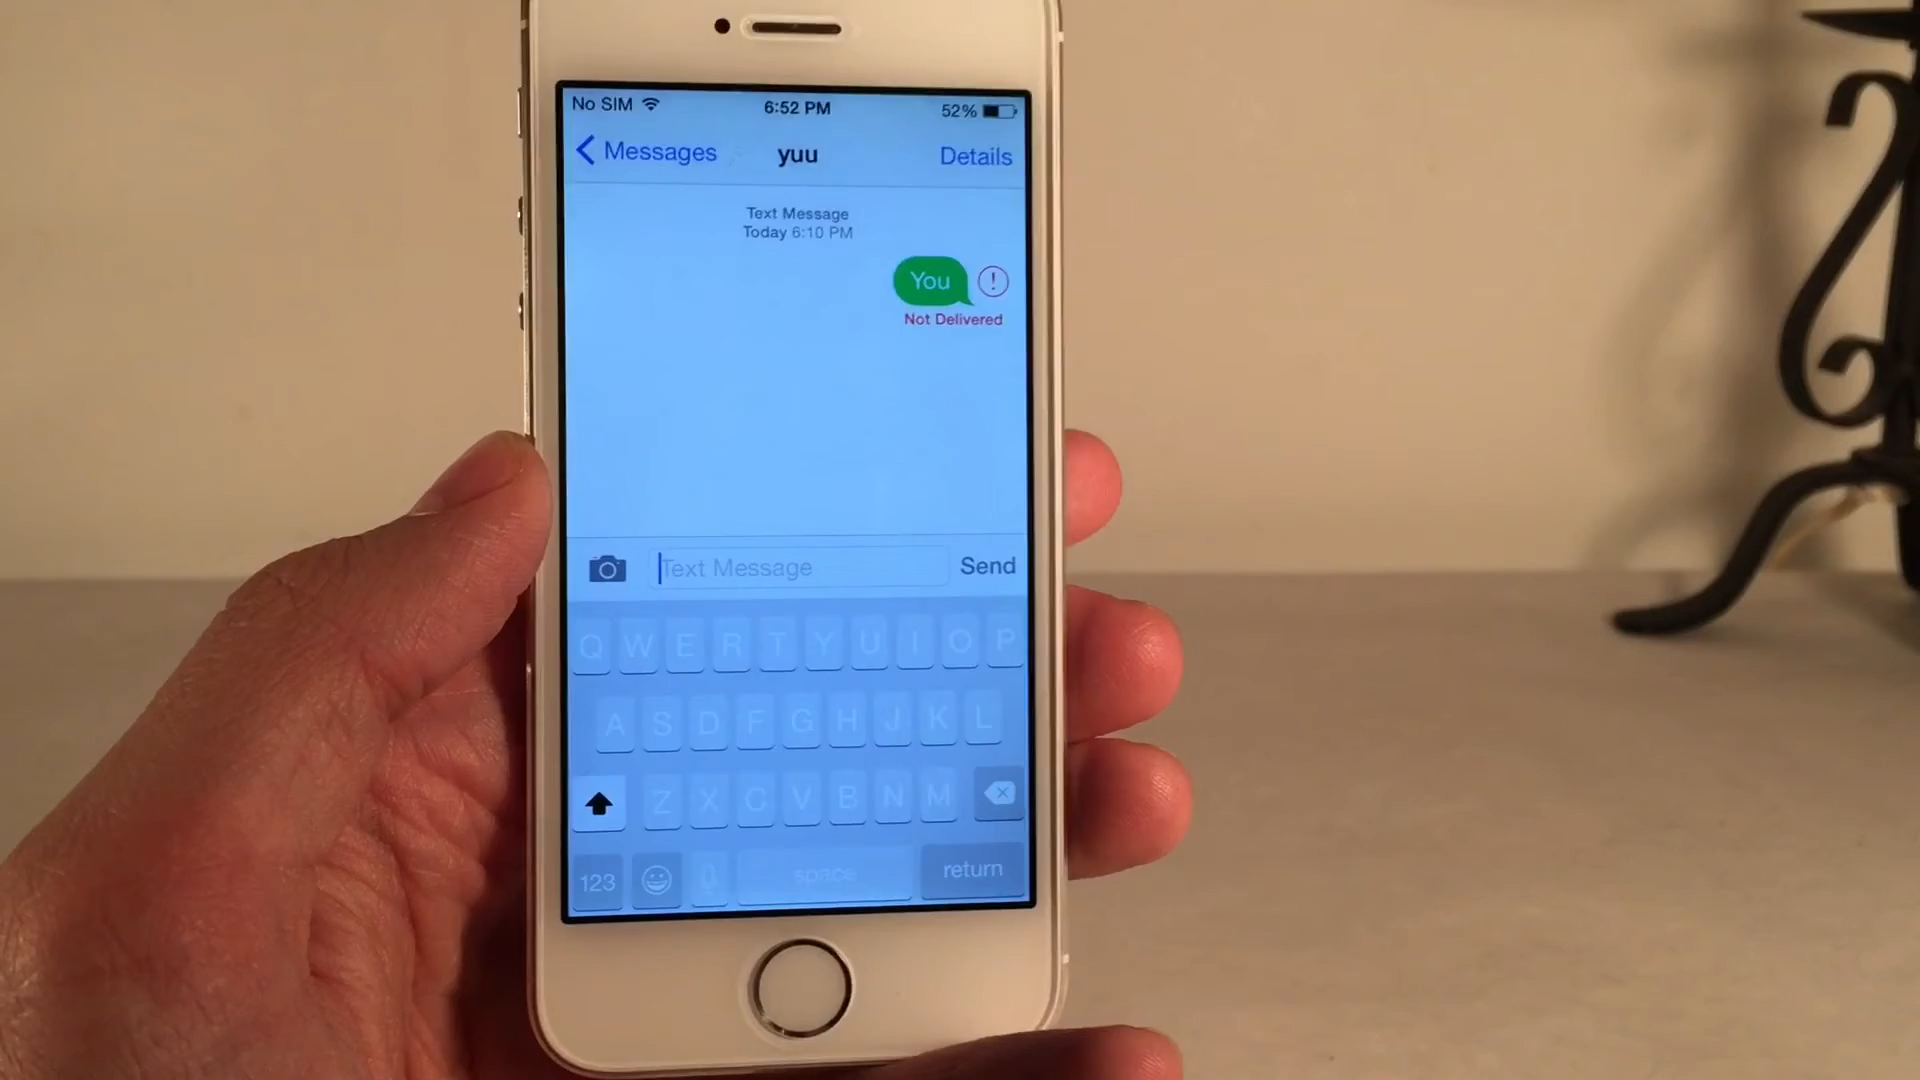 No SIM 6:52 PM 52%
Messages yuu Details
Text Message
Today 6:10 PM
You !
Not Delivered
Text Message Send
Q W E R T Y U I O P
A S D F G H J K L
Z X C V B N M
123 space return